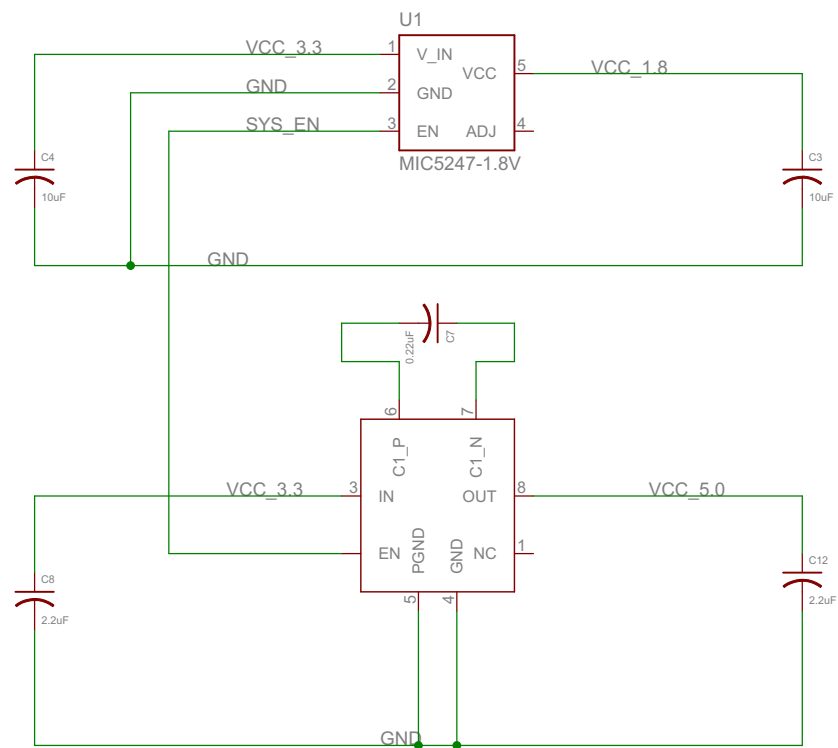 U1
VCC_3.3
1
V_IN
VCC
5
VCC_1.8
GND
2
GND
SYS_EN
3
EN
ADJ
4
MIC5247-1.8V
C4
10uF
C3
10uF
GND
0.22uF
C7
6
7
C1_P
C1_N
VCC_3.3
3
IN
OUT
8
VCC_5.0
EN
PGND
GND
NC
1
C8
2.2uF
C12
2.2uF
5
4
GND